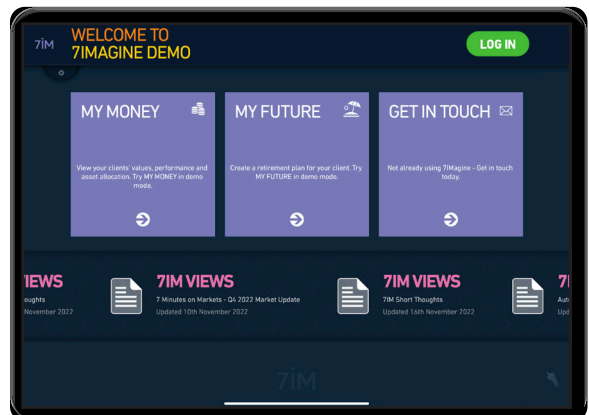 7iM
WELCOME TO
7IMAGINE DEMO
LOG IN
MY MONEY
View your clients' values, performance and
asset allocation. Try MY MONEY in demo
mode.
MY FUTURE
Create a retirement plan for your client. Try
MY FUTURE in demo mode.
GET IN TOUCH
Not already using 7IMagine - Get in touch
today.
IEWS
oughts
November 2022
7IM VIEWS
7 Minutes on Markets - Q4 2022 Market Update
Updated 10th November 2022
7IM VIEWS
7IM Short Thoughts
Updated 16th November 2022
7I
Aut
Upd
7iM